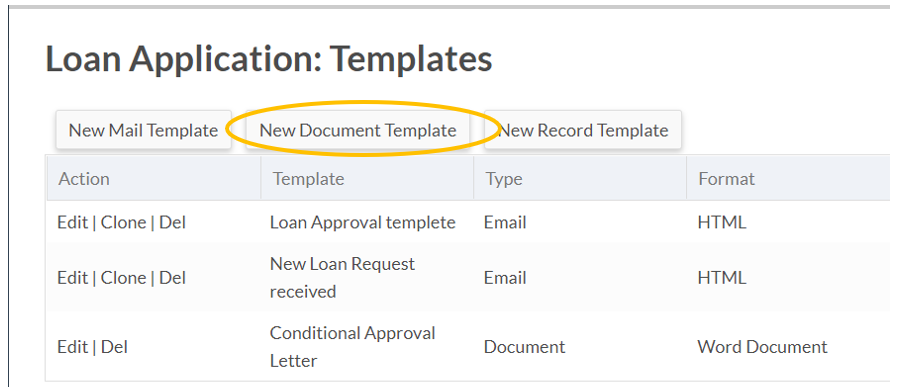 Loan Application: Templates
New Mail Template New Document Template New Record Template
Action Template Type Format
Edit | Clone | Del Loan Approval templete Email HTML
Edit | Clone | Del New Loan Request received Email HTML
Edit | Del Conditional Approval Letter Document Word Document